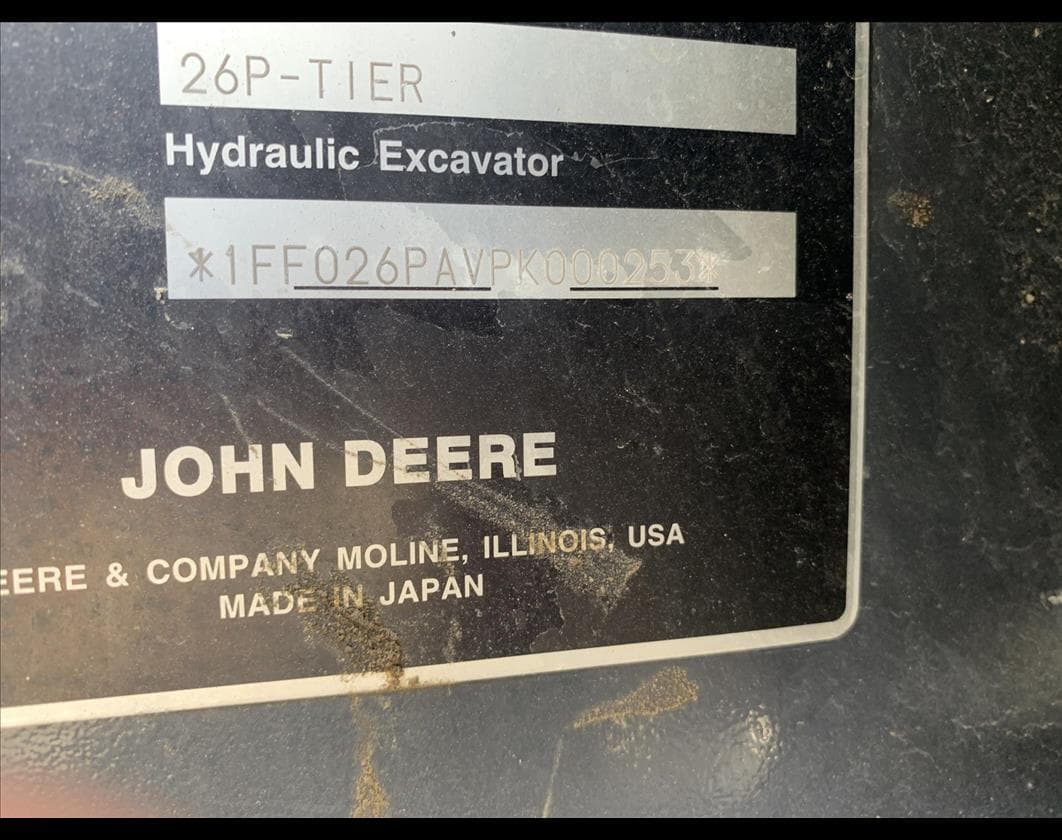 26P-TIER
Hydraulic Excavator
*1FF026PAVPK000253*
JOHN DEERE
EERE & COMPANY MOLINE, ILLINOIS, USA
MADE IN JAPAN